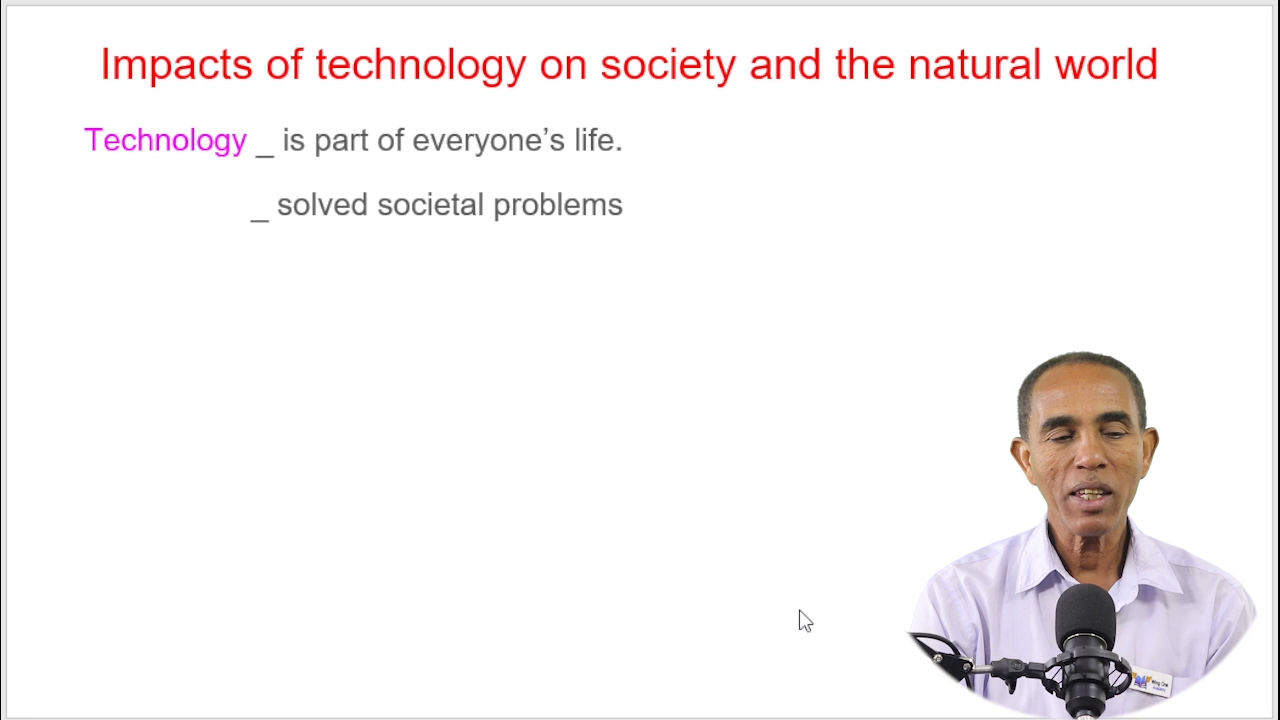 Impacts of technology on society and the natural world
Technology _ is part of everyone’s life.
_ solved societal problems